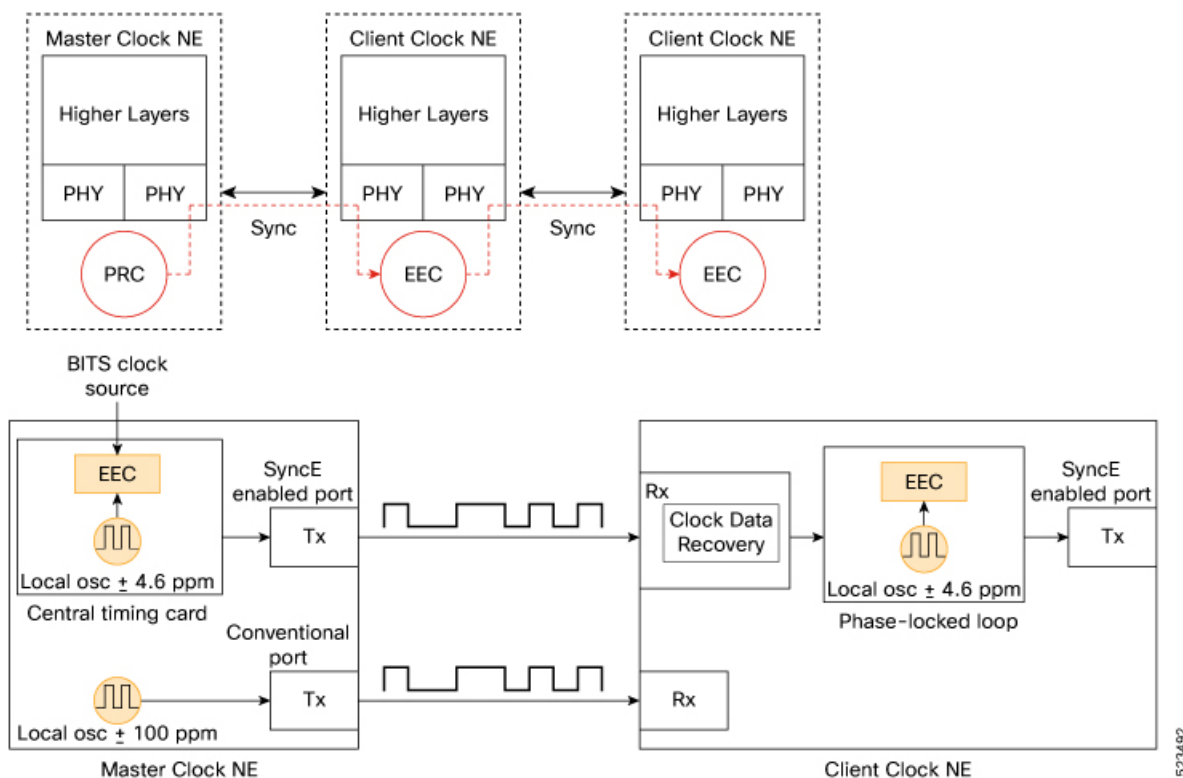 Master Clock NE
Client Clock NE
Client Clock NE
Higher Layers
Higher Layers
Higher Layers
PHY
PHY
PHY
PHY
PHY
PHY
Sync
Sync
PRC
EEC
EEC
BITS clock
source
EEC
SyncE
enabled port
Tx
Local osc ± 4.6 ppm
Central timing card
Rx
Clock Data
Recovery
EEC
Local osc ± 4.6 ppm
Phase-locked loop
SyncE
enabled port
Tx
Conventional
port
Tx
Local osc ± 100 ppm
Rx
Master Clock NE
Client Clock NE
523492